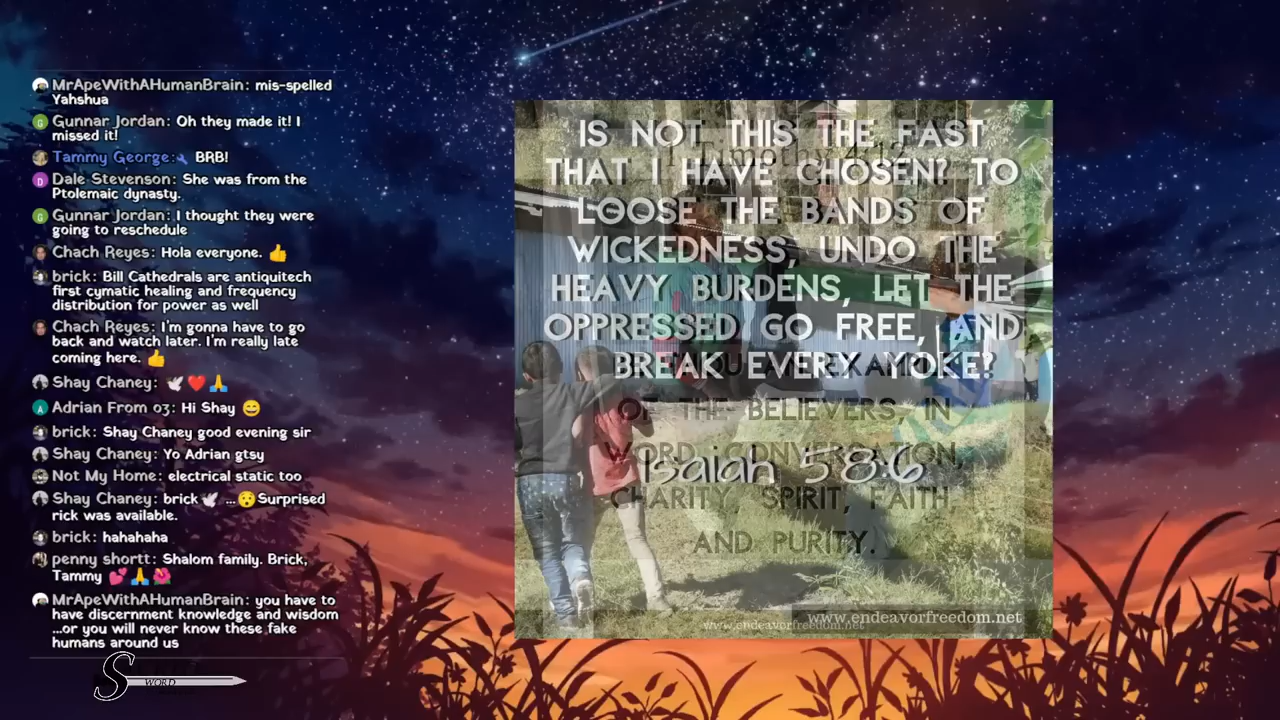 MrApeWithAHumanBrain: mis-spelled
Yahshua
Gunnar Jordan: Oh they made it! I
missed it!
Tammy George: BRB!
Dale Stevenson: She was from the
Ptolemaic dynasty.
Gunnar Jordan: I thought they were
going to reschedule
Chach Reyes: Hola everyone. 👍
brick: Bill Cathedrals are antiquitech
first cymatic healing and frequency
distribution for power as well
Chach Reyes: I'm gonna have to go
back and watch later. I'm really late
coming here. 👍
Shay Chaney: 🕊️❤️🙏
Adrian From 03: Hi Shay 😄
brick: Shay Chaney good evening sir
Shay Chaney: Yo Adrian gtsy
Not My Home: electrical static too
Shay Chaney: brick🕊️ ...😯Surprised
rick was available.
brick: hahahaha
penny shortt: Shalom family. Brick,
Tammy 💕🙏🌺
MrApeWithAHumanBrain: you have to
have discernment knowledge and wisdom
...or you will never know these fake
humans around us
S WORD
IS NOT THIS THE FAST
THAT I HAVE CHOSEN? TO
LOOSE THE BANDS OF
WICKEDNESS, UNDO THE
HEAVY BURDENS, LET THE
OPPRESSED GO FREE, AND
BREAK EVERY YOKE?
Isaiah 58:6
OF THE BELIEVERS, IN
WORD, CONVERSATION,
CHARITY, SPIRIT, FAITH
AND PURITY.
www.endeavorfreedom.net
www.endeavorfreedom.net